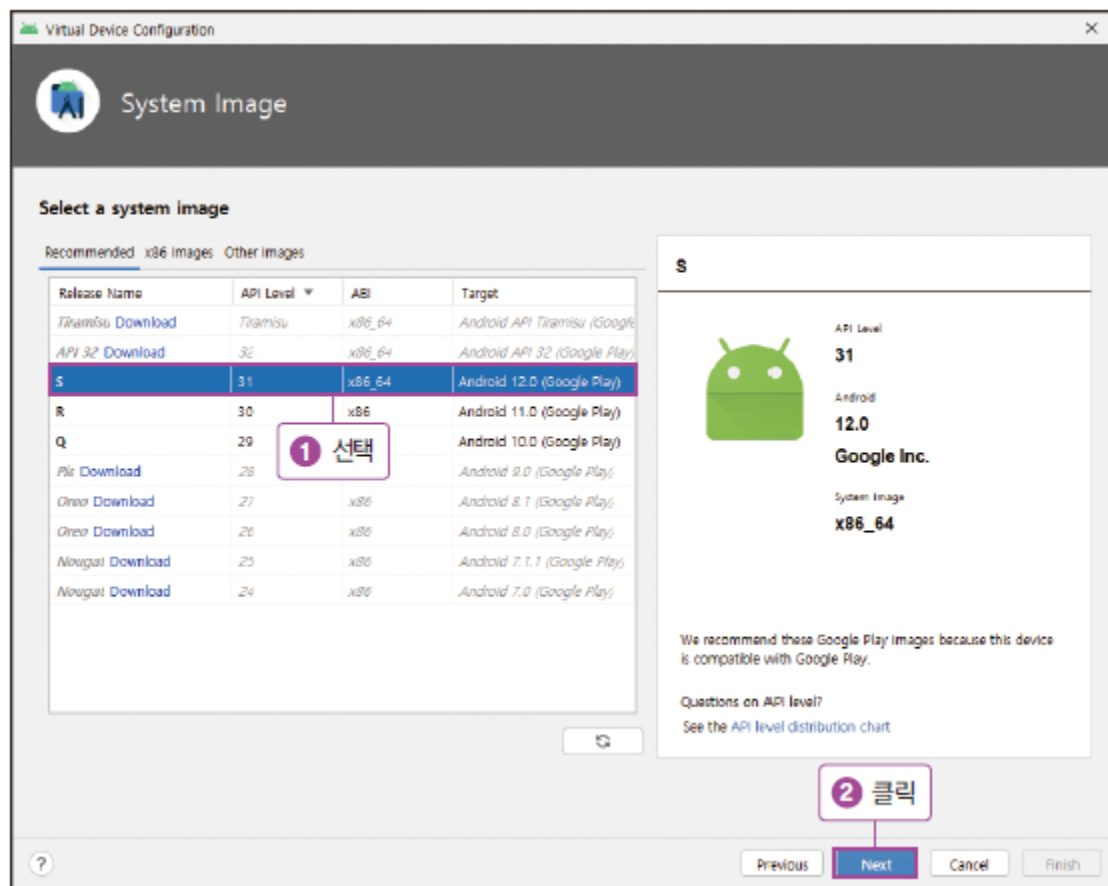 Virtual Device Configuration
System Image
Select a system image
Recommended x86 Images Other Images
Release Name API Level ABI Target
Tiramisu Download Tiramisu x86_64 Android API Tiramisu (Google
API 32 Download 32 x86_64 Android API 32 (Google Play)
S 31 x86_64 Android 12.0 (Google Play)
R 30 x86 Android 11.0 (Google Play)
Q 29 Android 10.0 (Google Play)
1 선택
Pie Download 28 Android 9.0 (Google Play)
Oreo Download 27 x86 Android 8.1 (Google Play)
Oreo Download 26 x86 Android 8.0 (Google Play)
Nougat Download 25 x86 Android 7.1.1 (Google Play)
Nougat Download 24 x86 Android 7.0 (Google Play)
S
API Level
31
Android
12.0
Google Inc.
System Image
x86_64
We recommend these Google Play images because this device
is compatible with Google Play.
Questions on API level?
See the API level distribution chart
2 클릭
? Previous Next Cancel Finish